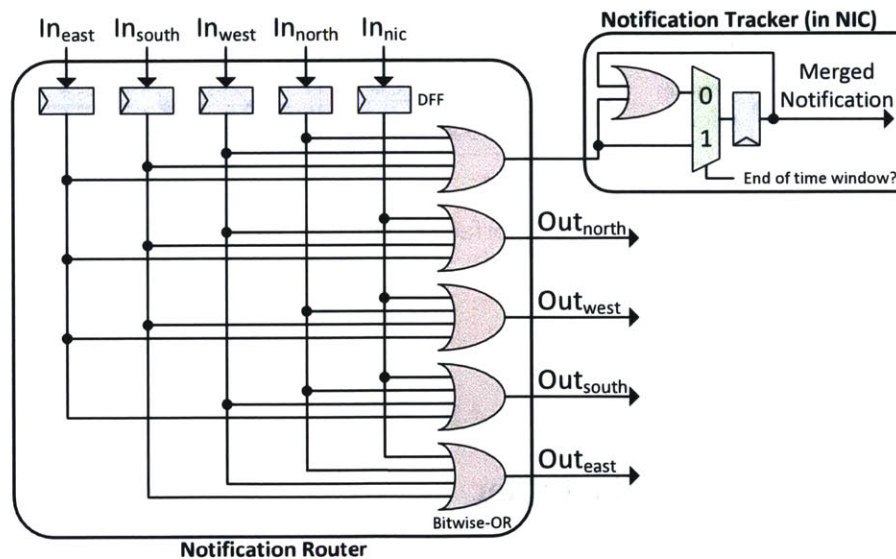 Notification Tracker (in NIC)
In_east In_south In_west In_north In_nic
DFF
0
1
Merged
Notification
End of time window?
Out_north
Out_west
Out_south
Out_east
Bitwise-OR
Notification Router